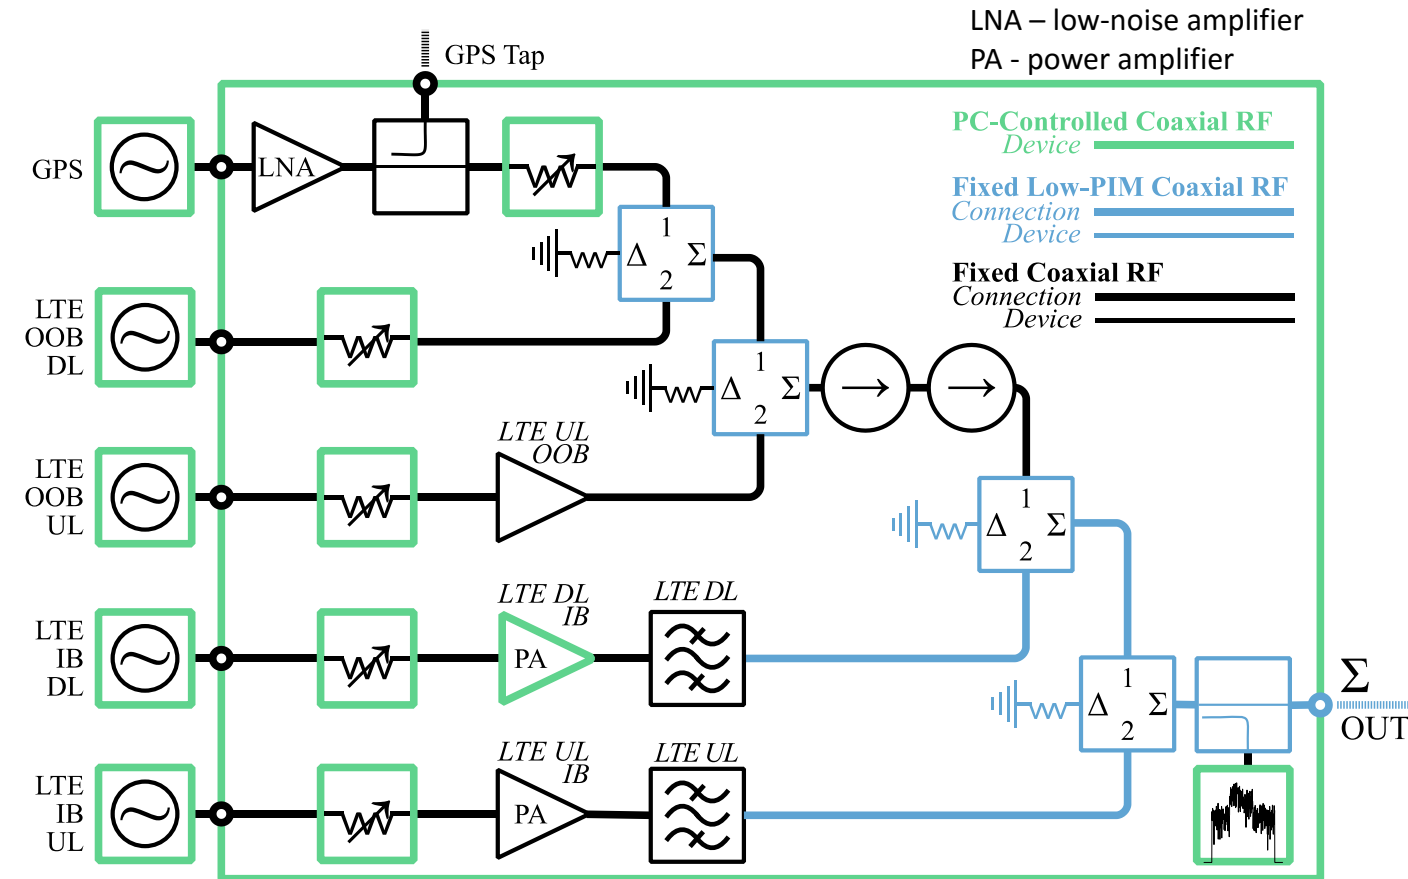 LNA – low-noise amplifier
PA - power amplifier
GPS Tap
PC-Controlled Coaxial RF
Device
Fixed Low-PIM Coaxial RF
Connection
Device
Fixed Coaxial RF
Connection
Device
GPS
LNA
1
Δ Σ
2
LTE
OOB
DL
1
Δ Σ
2
→ →
LTE
OOB
UL
LTE UL
OOB
1
Δ Σ
2
LTE
IB
DL
LTE DL
IB
PA
LTE DL
1
Δ Σ
2
Σ
OUT
LTE
IB
UL
LTE UL
IB
PA
LTE UL